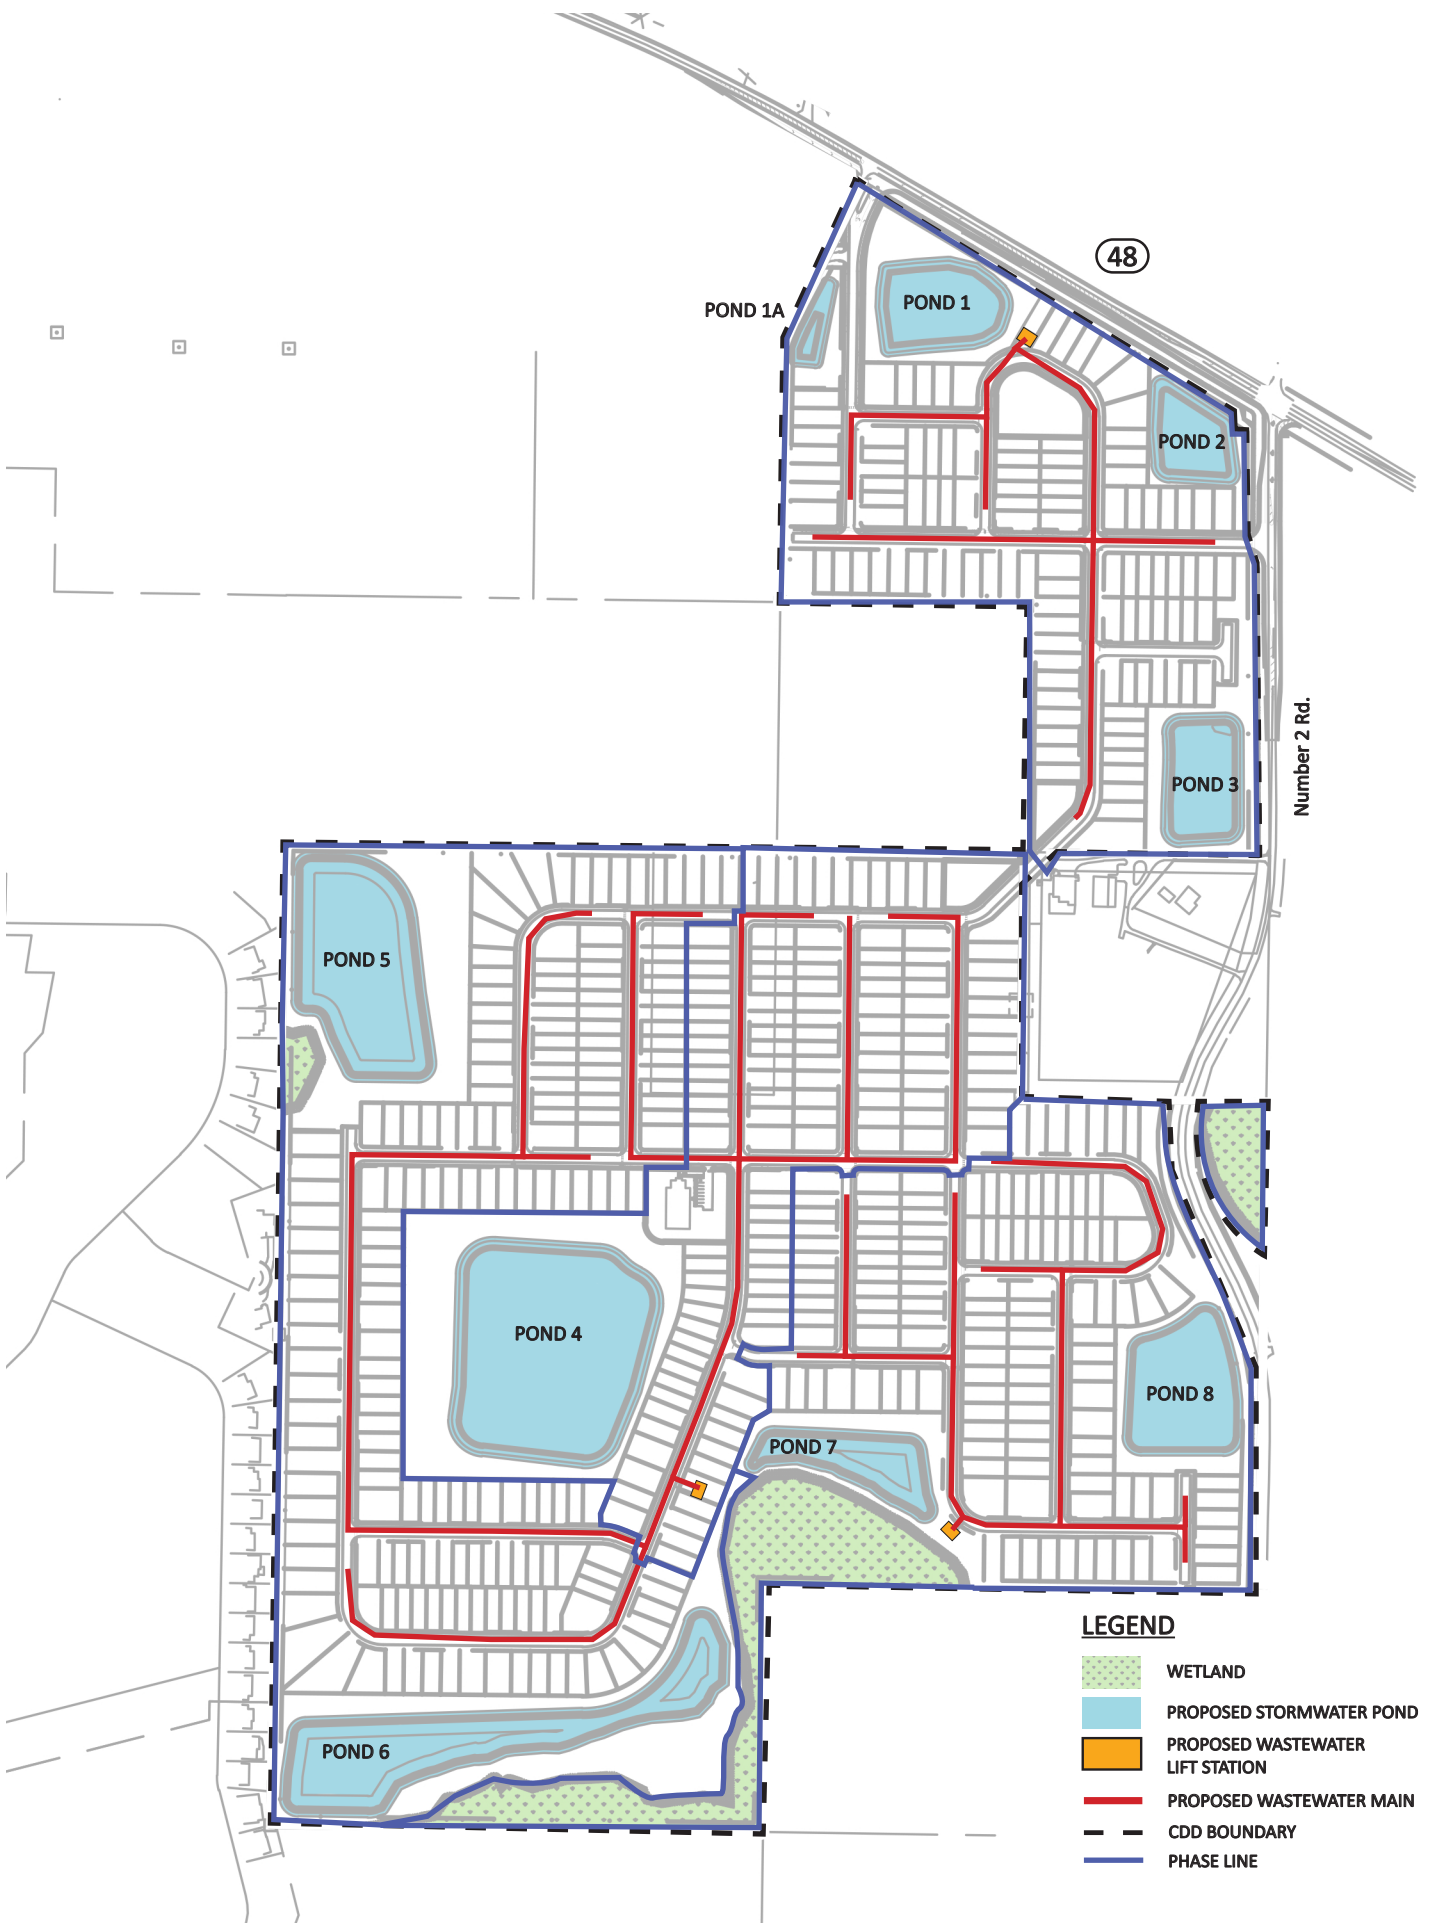 48
POND 1A
POND 1
POND 2
POND 3
Number 2 Rd.
POND 5
POND 4
POND 8
POND 7
POND 6
LEGEND
WETLAND
PROPOSED STORMWATER POND
PROPOSED WASTEWATER
LIFT STATION
PROPOSED WASTEWATER MAIN
CDD BOUNDARY
PHASE LINE